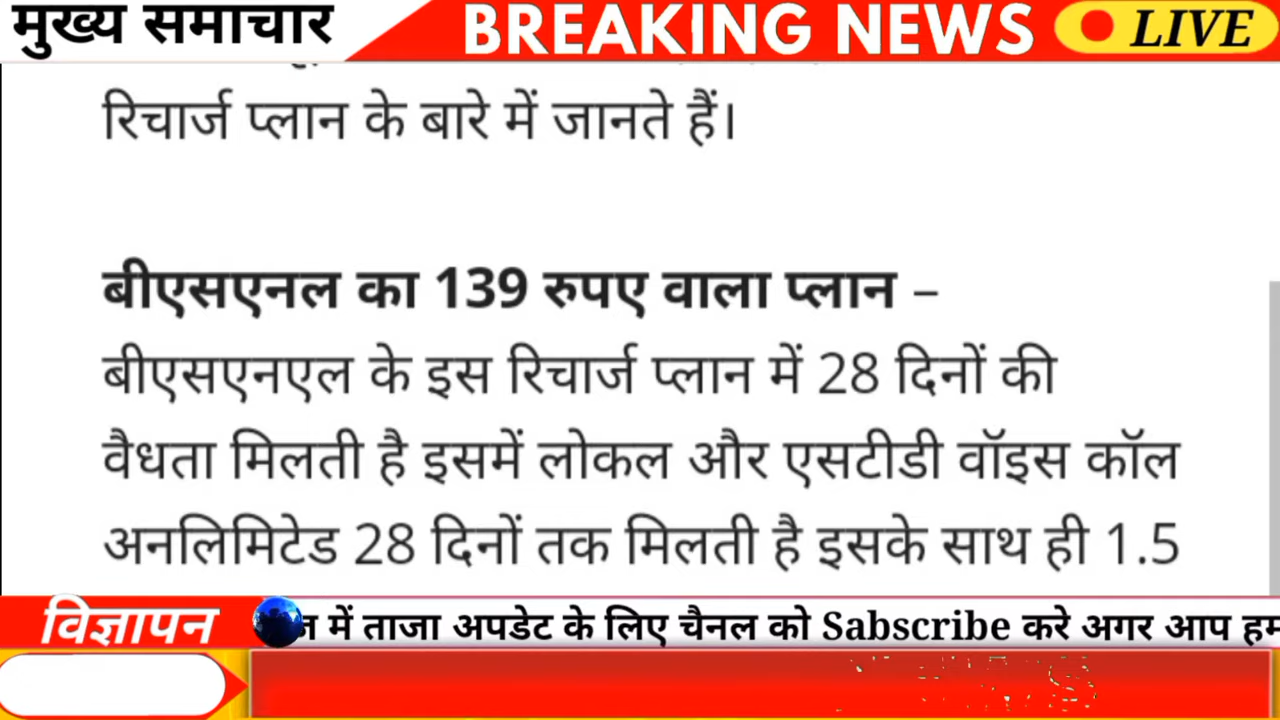 मुख्य समाचार
BREAKING NEWS
LIVE
रिचार्ज प्लान के बारे में जानते हैं।
बीएसएनल का 139 रुपए वाला प्लान –
बीएसएनएल के इस रिचार्ज प्लान में 28 दिनों की
वैधता मिलती है इसमें लोकल और एसटीडी वॉइस कॉल
अनलिमिटेड 28 दिनों तक मिलती है इसके साथ ही 1.5
विज्ञापन
में ताजा अपडेट के लिए चैनल को Subscribe करे अगर आप